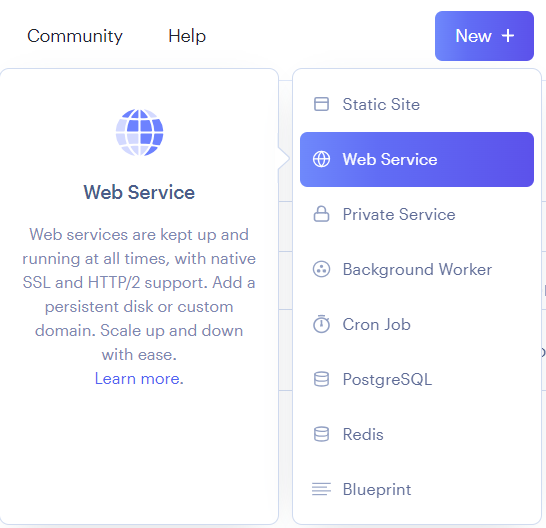 Community
Help
New +
Web Service
Web services are kept up and
running at all times, with native
SSL and HTTP/2 support. Add a
persistent disk or custom
domain. Scale up and down
with ease.
Learn more.
Static Site
Web Service
Private Service
Background Worker
Cron Job
PostgreSQL
Redis
Blueprint